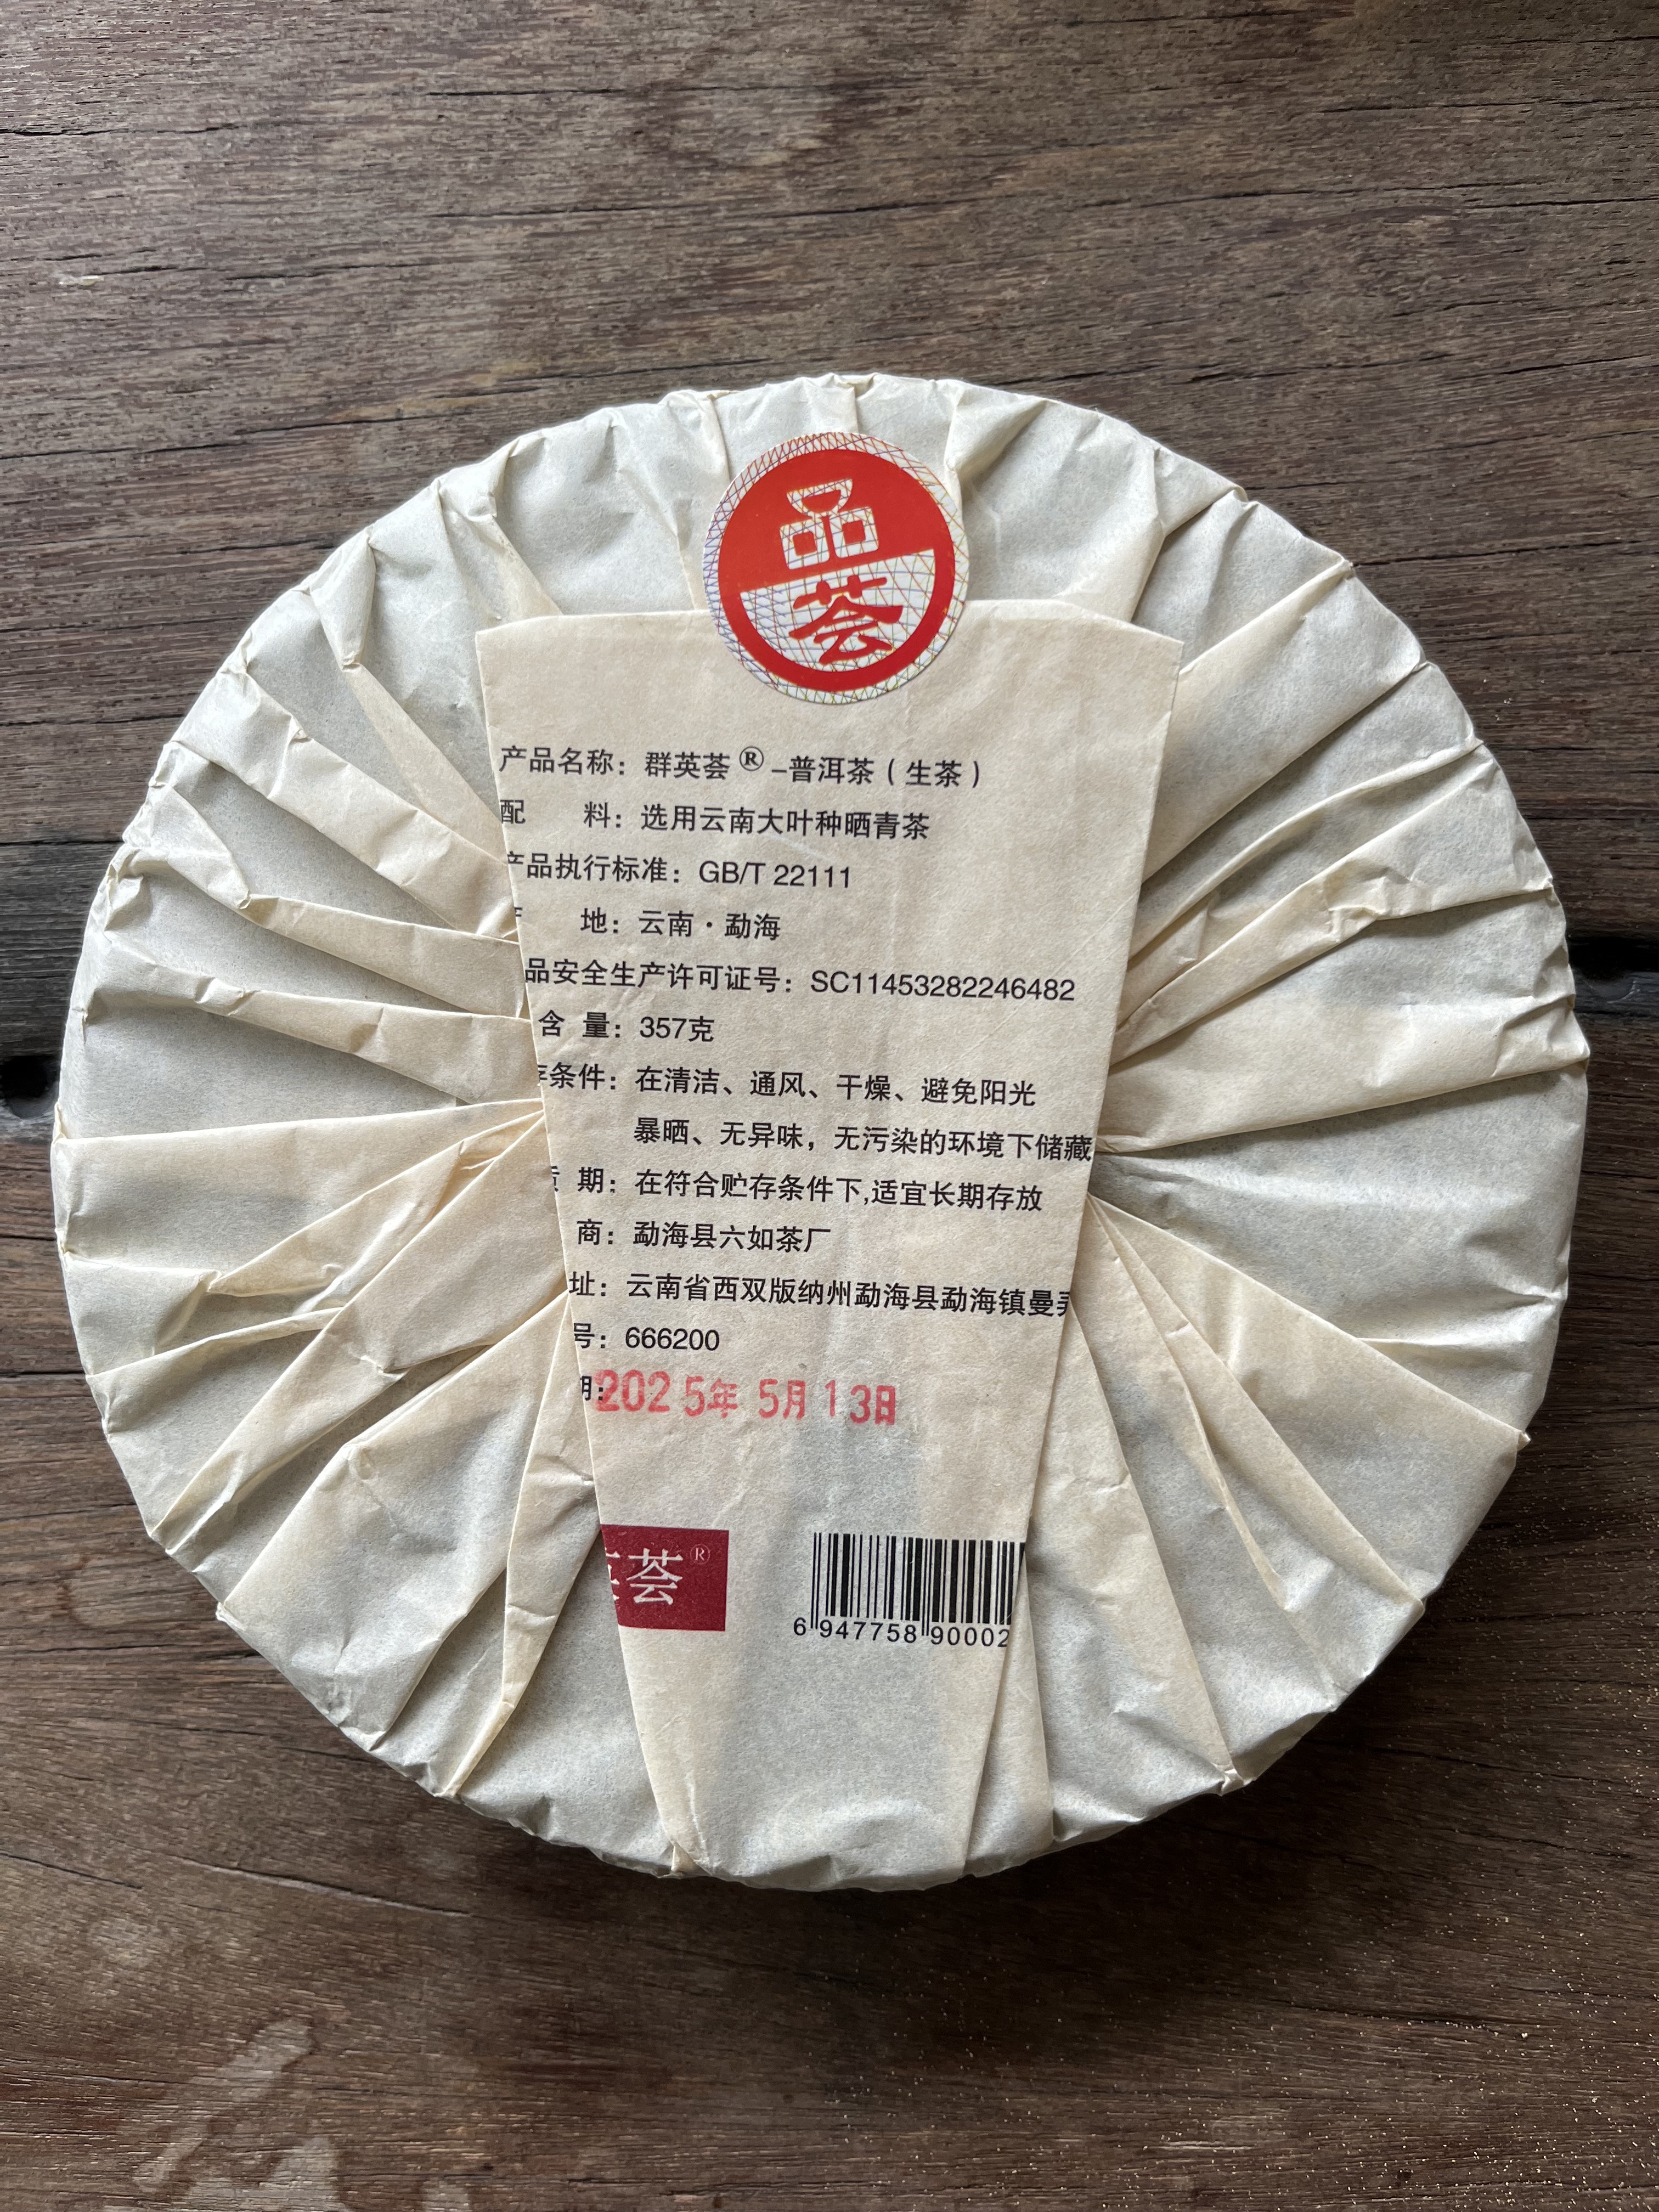 品
荟
产品名称：群英荟®-普洱茶（生茶）
配 料：选用云南大叶种晒青茶
产品执行标准：GB/T 22111
地：云南·勐海
品安全生产许可证号：SC11453282246482
含 量：357克
条件：在清洁、通风、干燥、避免阳光
暴晒、无异味，无污染的环境下储藏
期：在符合贮存条件下,适宜长期存放
商：勐海县六如茶厂
址：云南省西双版纳州勐海县勐海镇曼
号：666200
2025年5月13日
荟®
6 947758 90002